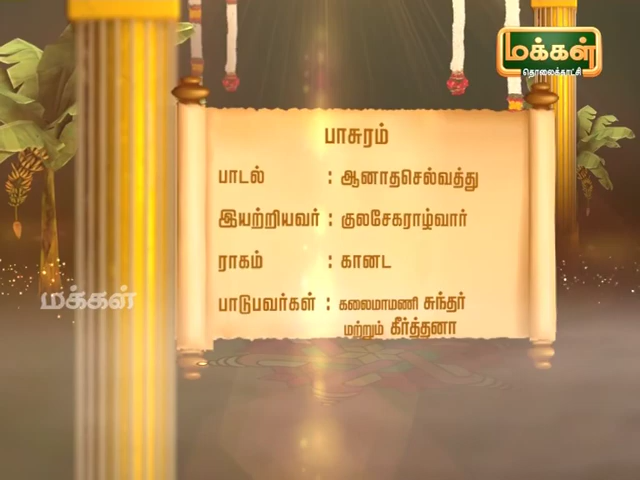 மக்கள்
தொலைக்காட்சி
பாசுரம்
பாடல் : ஆனாதசெல்வத்து
இயற்றியவர் : குலசேகராழ்வார்
ராகம் : கானட
பாடுபவர்கள் : கலைமாமணி சுந்தர்
மற்றும் கீர்த்தனா
மக்கள்